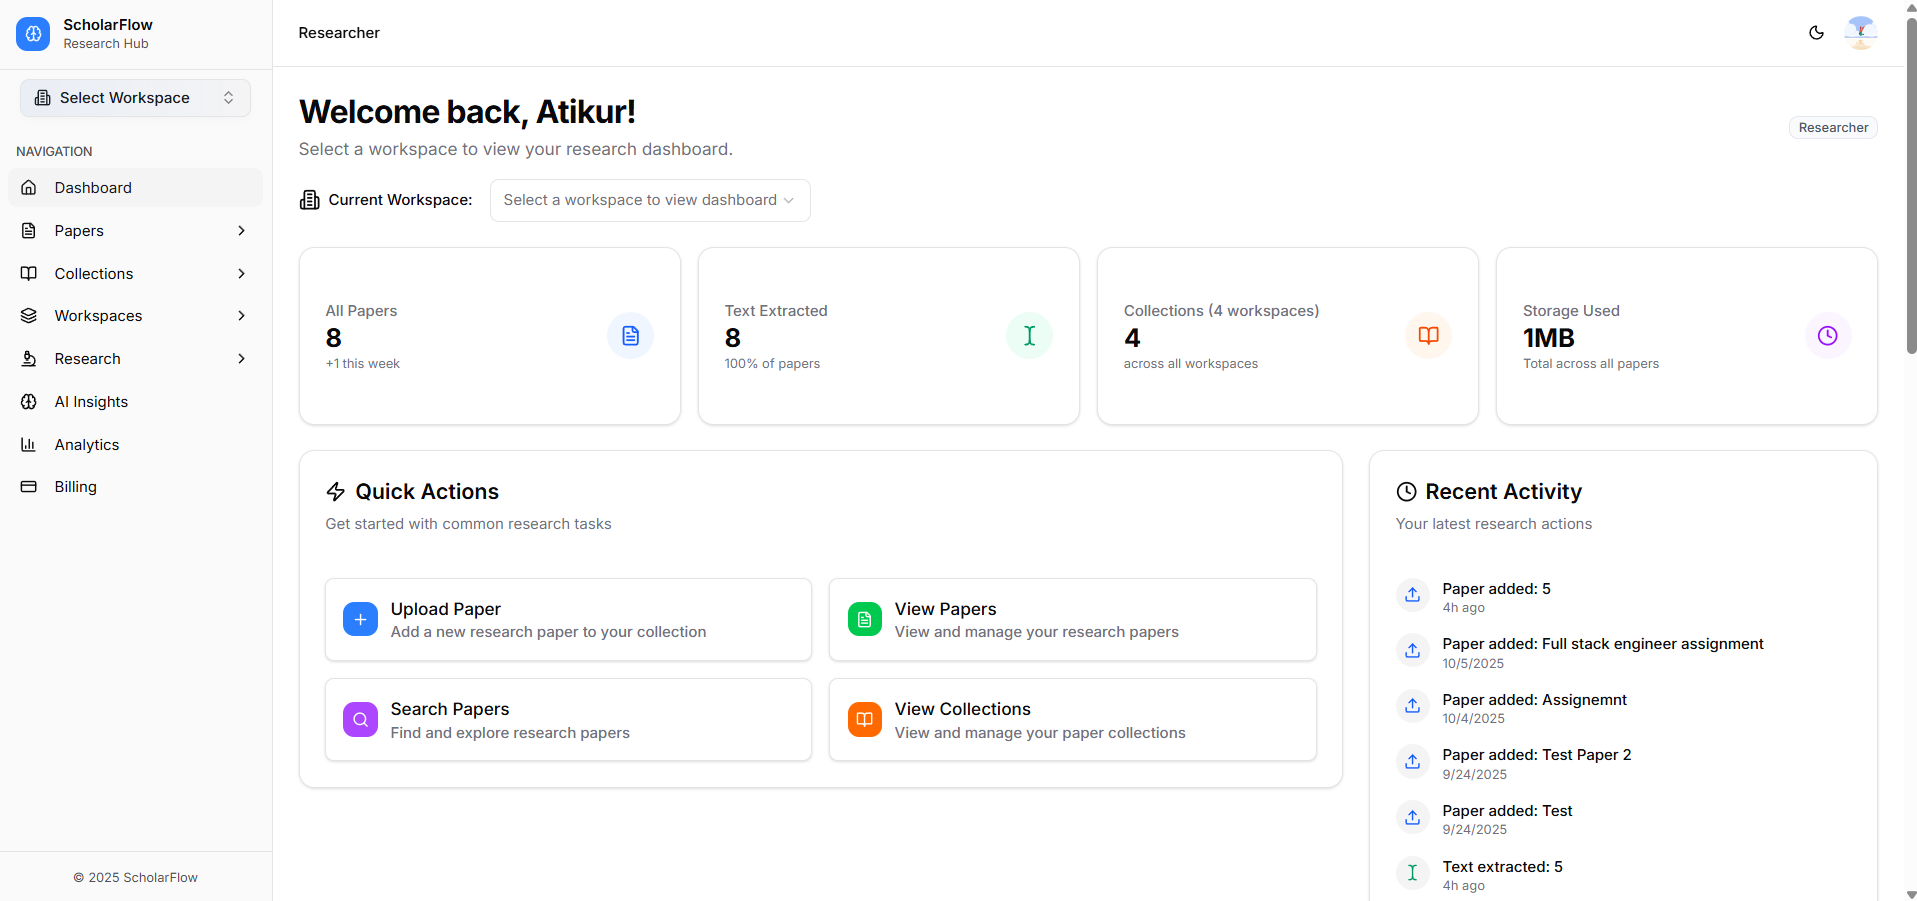 ScholarFlow
Research Hub
Select Workspace
NAVIGATION
Dashboard
Papers
Collections
Workspaces
Research
AI Insights
Analytics
Billing
© 2025 ScholarFlow
Researcher
Welcome back, Atikur!
Select a workspace to view your research dashboard.
Researcher
Current Workspace:
Select a workspace to view dashboard
All Papers
8
+1 this week
Text Extracted
8
100% of papers
Collections (4 workspaces)
4
across all workspaces
Storage Used
1MB
Total across all papers
Quick Actions
Get started with common research tasks
Upload Paper
Add a new research paper to your collection
View Papers
View and manage your research papers
Search Papers
Find and explore research papers
View Collections
View and manage your paper collections
Recent Activity
Your latest research actions
Paper added: 5
4h ago
Paper added: Full stack engineer assignment
10/5/2025
Paper added: Assignemnt
10/4/2025
Paper added: Test Paper 2
9/24/2025
Paper added: Test
9/24/2025
Text extracted: 5
4h ago